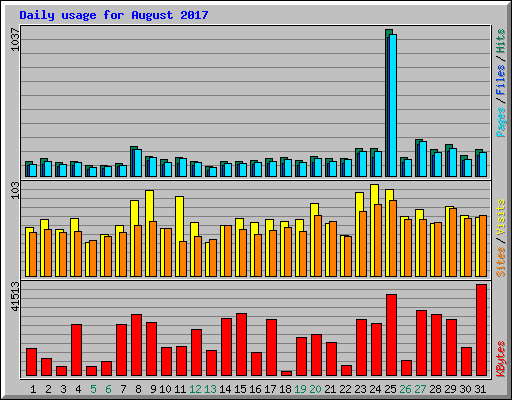 Daily usage for August 2017
1037
Pages / Files / Hits
103
Sites / Visits
41513
KBytes
1 2 3 4 5 6 7 8 9 10 11 12 13 14 15 16 17 18 19 20 21 22 23 24 25 26 27 28 29 30 31